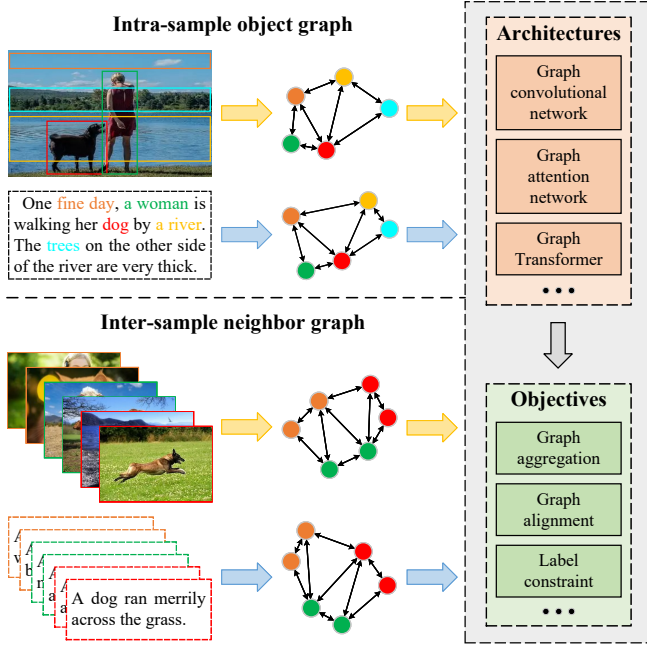 Intra-sample object graph
One fine day, a woman is
walking her dog by a river.
The trees on the other side
of the river are very thick.
Inter-sample neighbor graph
A
w
A
b
A
m
A
a
A
a
A dog ran merrily
across the grass.
Architectures
Graph
convolutional
network
Graph
attention
network
Graph
Transformer
• • •
Objectives
Graph
aggregation
Graph
alignment
Label
constraint
• • •